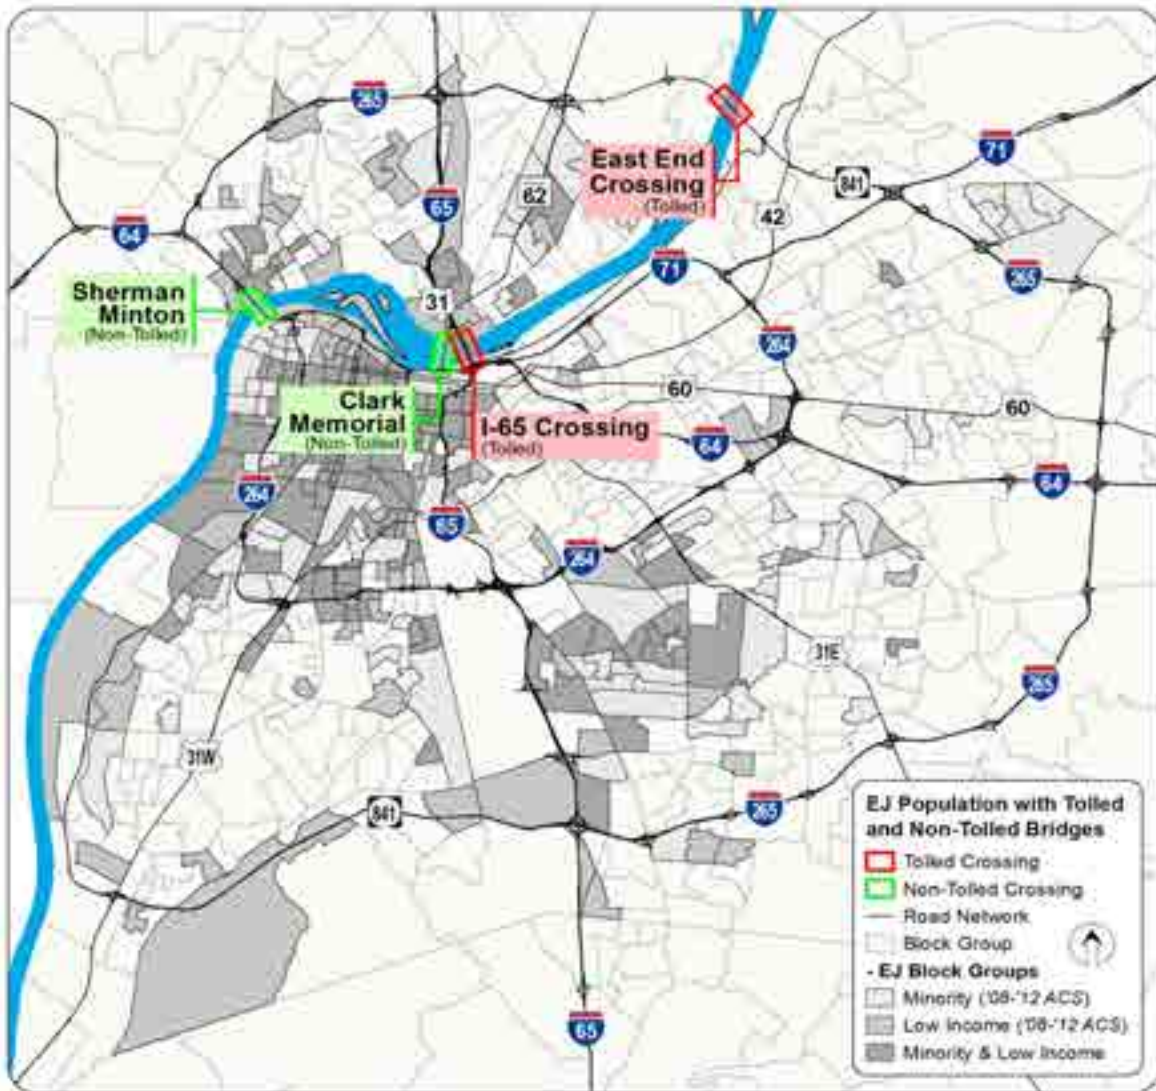 265
71
East End
Crossing
(Tolled)
841
62
65
42
64
71
265
Sherman
Minton
(Non-Tolled)
31
264
Clark
Memorial
(Non-Tolled)
60
60
I-65 Crossing
(Tolled)
64
264
64
65
264
31E
265
31W
841
265
65
EJ Population with Tolled
and Non-Tolled Bridges
Tolled Crossing
Non-Tolled Crossing
Road Network
Block Group
- EJ Block Groups
Minority ('08-'12 ACS)
Low Income ('08-'12 ACS)
Minority & Low Income